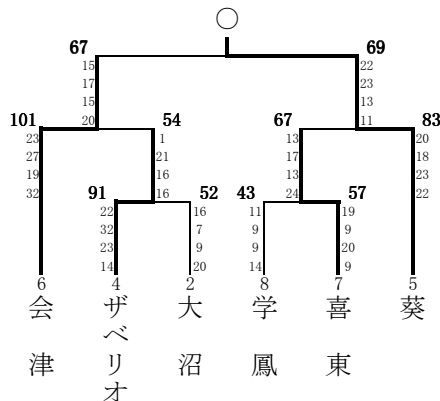 ○
67 69
15 22
17 23
15 13
20 11
101 54 67 83
23 1 13 20
27 21 17 18
19 16 13 23
32 16 24 22
91 52 43 57
22 16 11 19
32 7 9 9
23 9 9 20
14 20 14 9
6 4 2 8 7 5
会津
ザベリオ
大沼
学鳳
喜東
葵